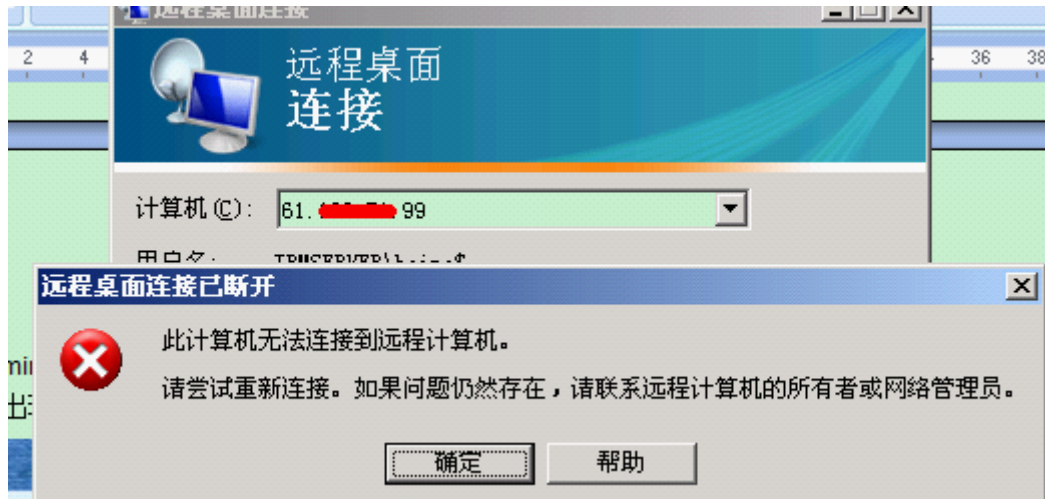 远程桌面连接
2 4 36 38
远程桌面
连接
计算机(C): 61. 99
用户名:
远程桌面连接已断开
此计算机无法连接到远程计算机。
请尝试重新连接。如果问题仍然存在，请联系远程计算机的所有者或网络管理员。
确定 帮助